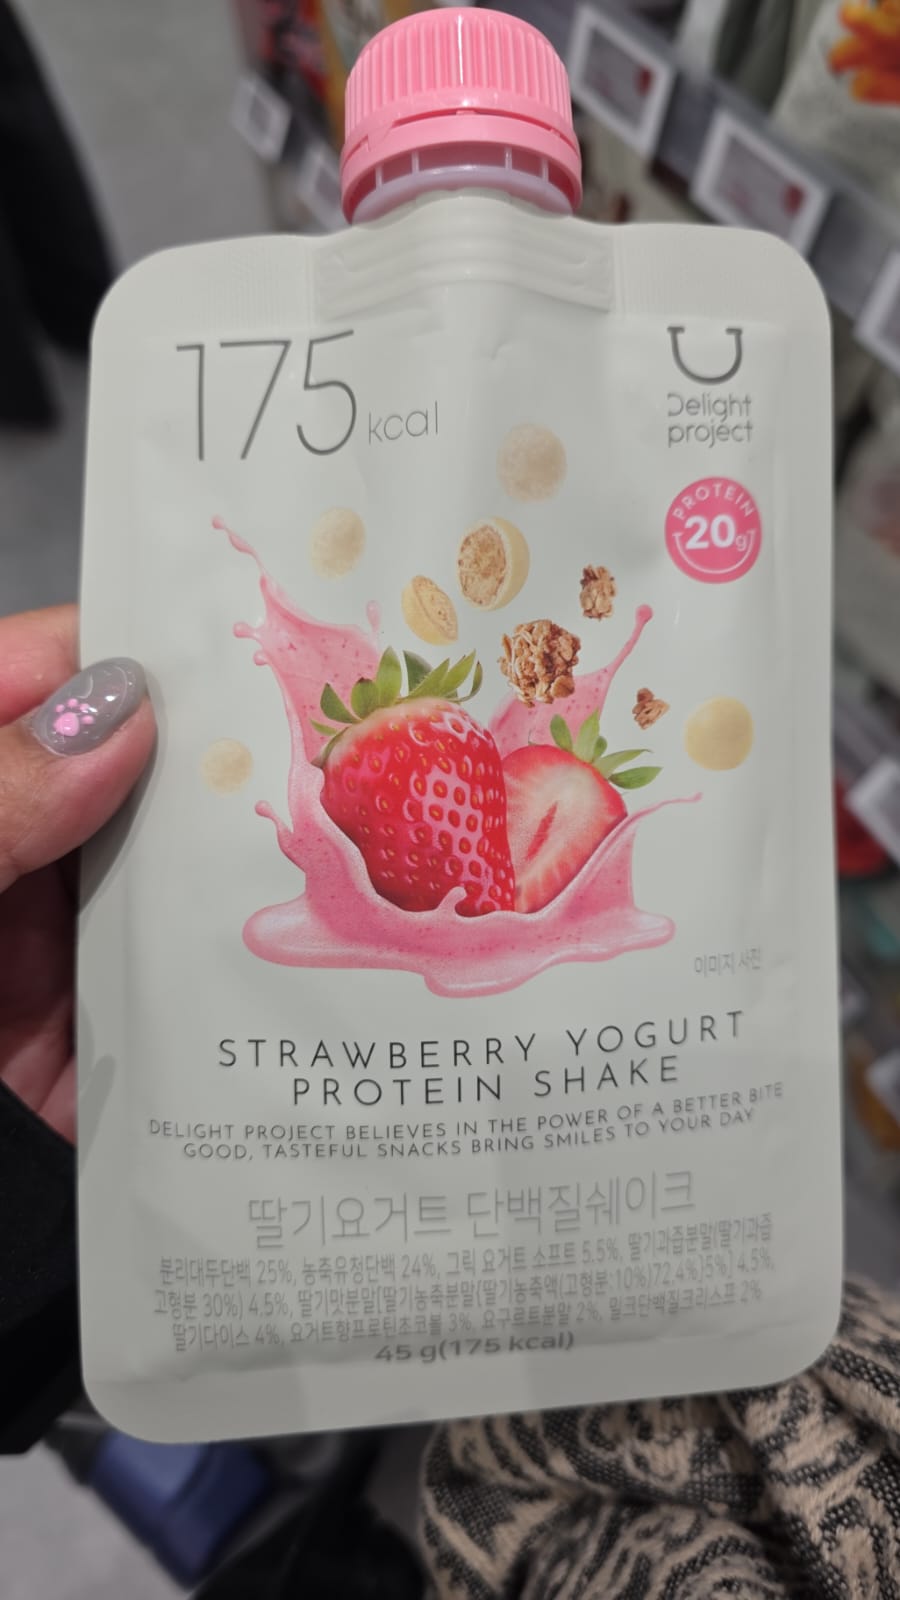 175 kcal
Delight
project
PROTEIN
20g
이미지 사진
STRAWBERRY YOGURT
PROTEIN SHAKE
DELIGHT PROJECT BELIEVES IN THE POWER OF A BETTER BITE
GOOD, TASTEFUL SNACKS BRING SMILES TO YOUR DAY
딸기요거트 단백질쉐이크
분리대두단백 25%, 농축유청단백 24%, 그릭 요거트 소프트 5.5%, 딸기과즙분말(딸기과즙
고형분 30%) 4.5%, 딸기맛분말[딸기농축분말(딸기농축액(고형분:10%)72.4%)5%] 4.5%,
딸기다이스 4%, 요거트향프로틴초코볼 3%, 요구르트분말 2%, 밀크단백질크리스프 2%
45 g(175 kcal)